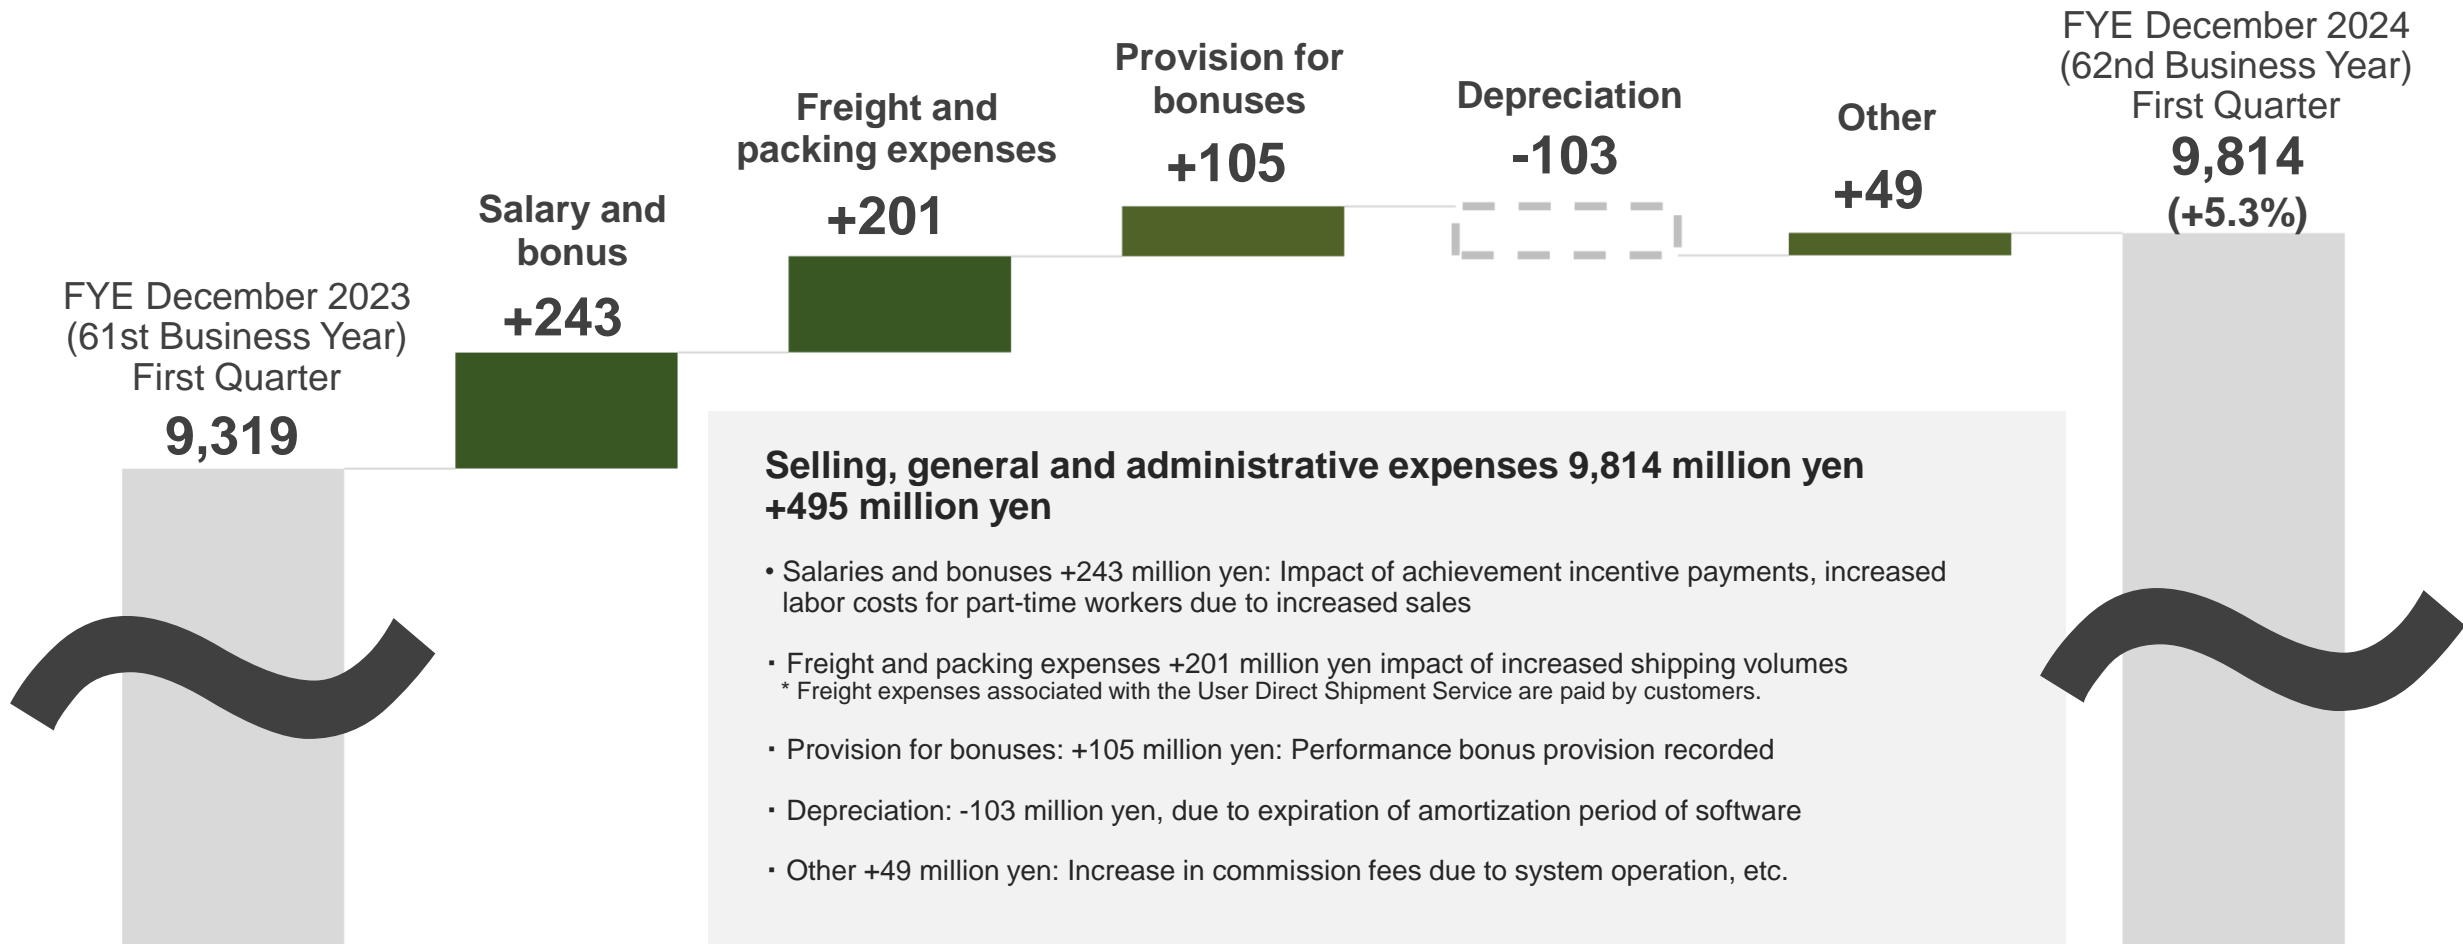 FYE December 2023
(61st Business Year)
First Quarter
9,319
Salary and
bonus
+243
Freight and
packing expenses
+201
Provision for
bonuses
+105
Depreciation
-103
Other
+49
FYE December 2024
(62nd Business Year)
First Quarter
9,814
(+5.3%)
Selling, general and administrative expenses 9,814 million yen
+495 million yen
• Salaries and bonuses +243 million yen: Impact of achievement incentive payments, increased
labor costs for part-time workers due to increased sales
・ Freight and packing expenses +201 million yen impact of increased shipping volumes
* Freight expenses associated with the User Direct Shipment Service are paid by customers.
・ Provision for bonuses: +105 million yen: Performance bonus provision recorded
・ Depreciation: -103 million yen, due to expiration of amortization period of software
・ Other +49 million yen: Increase in commission fees due to system operation, etc.